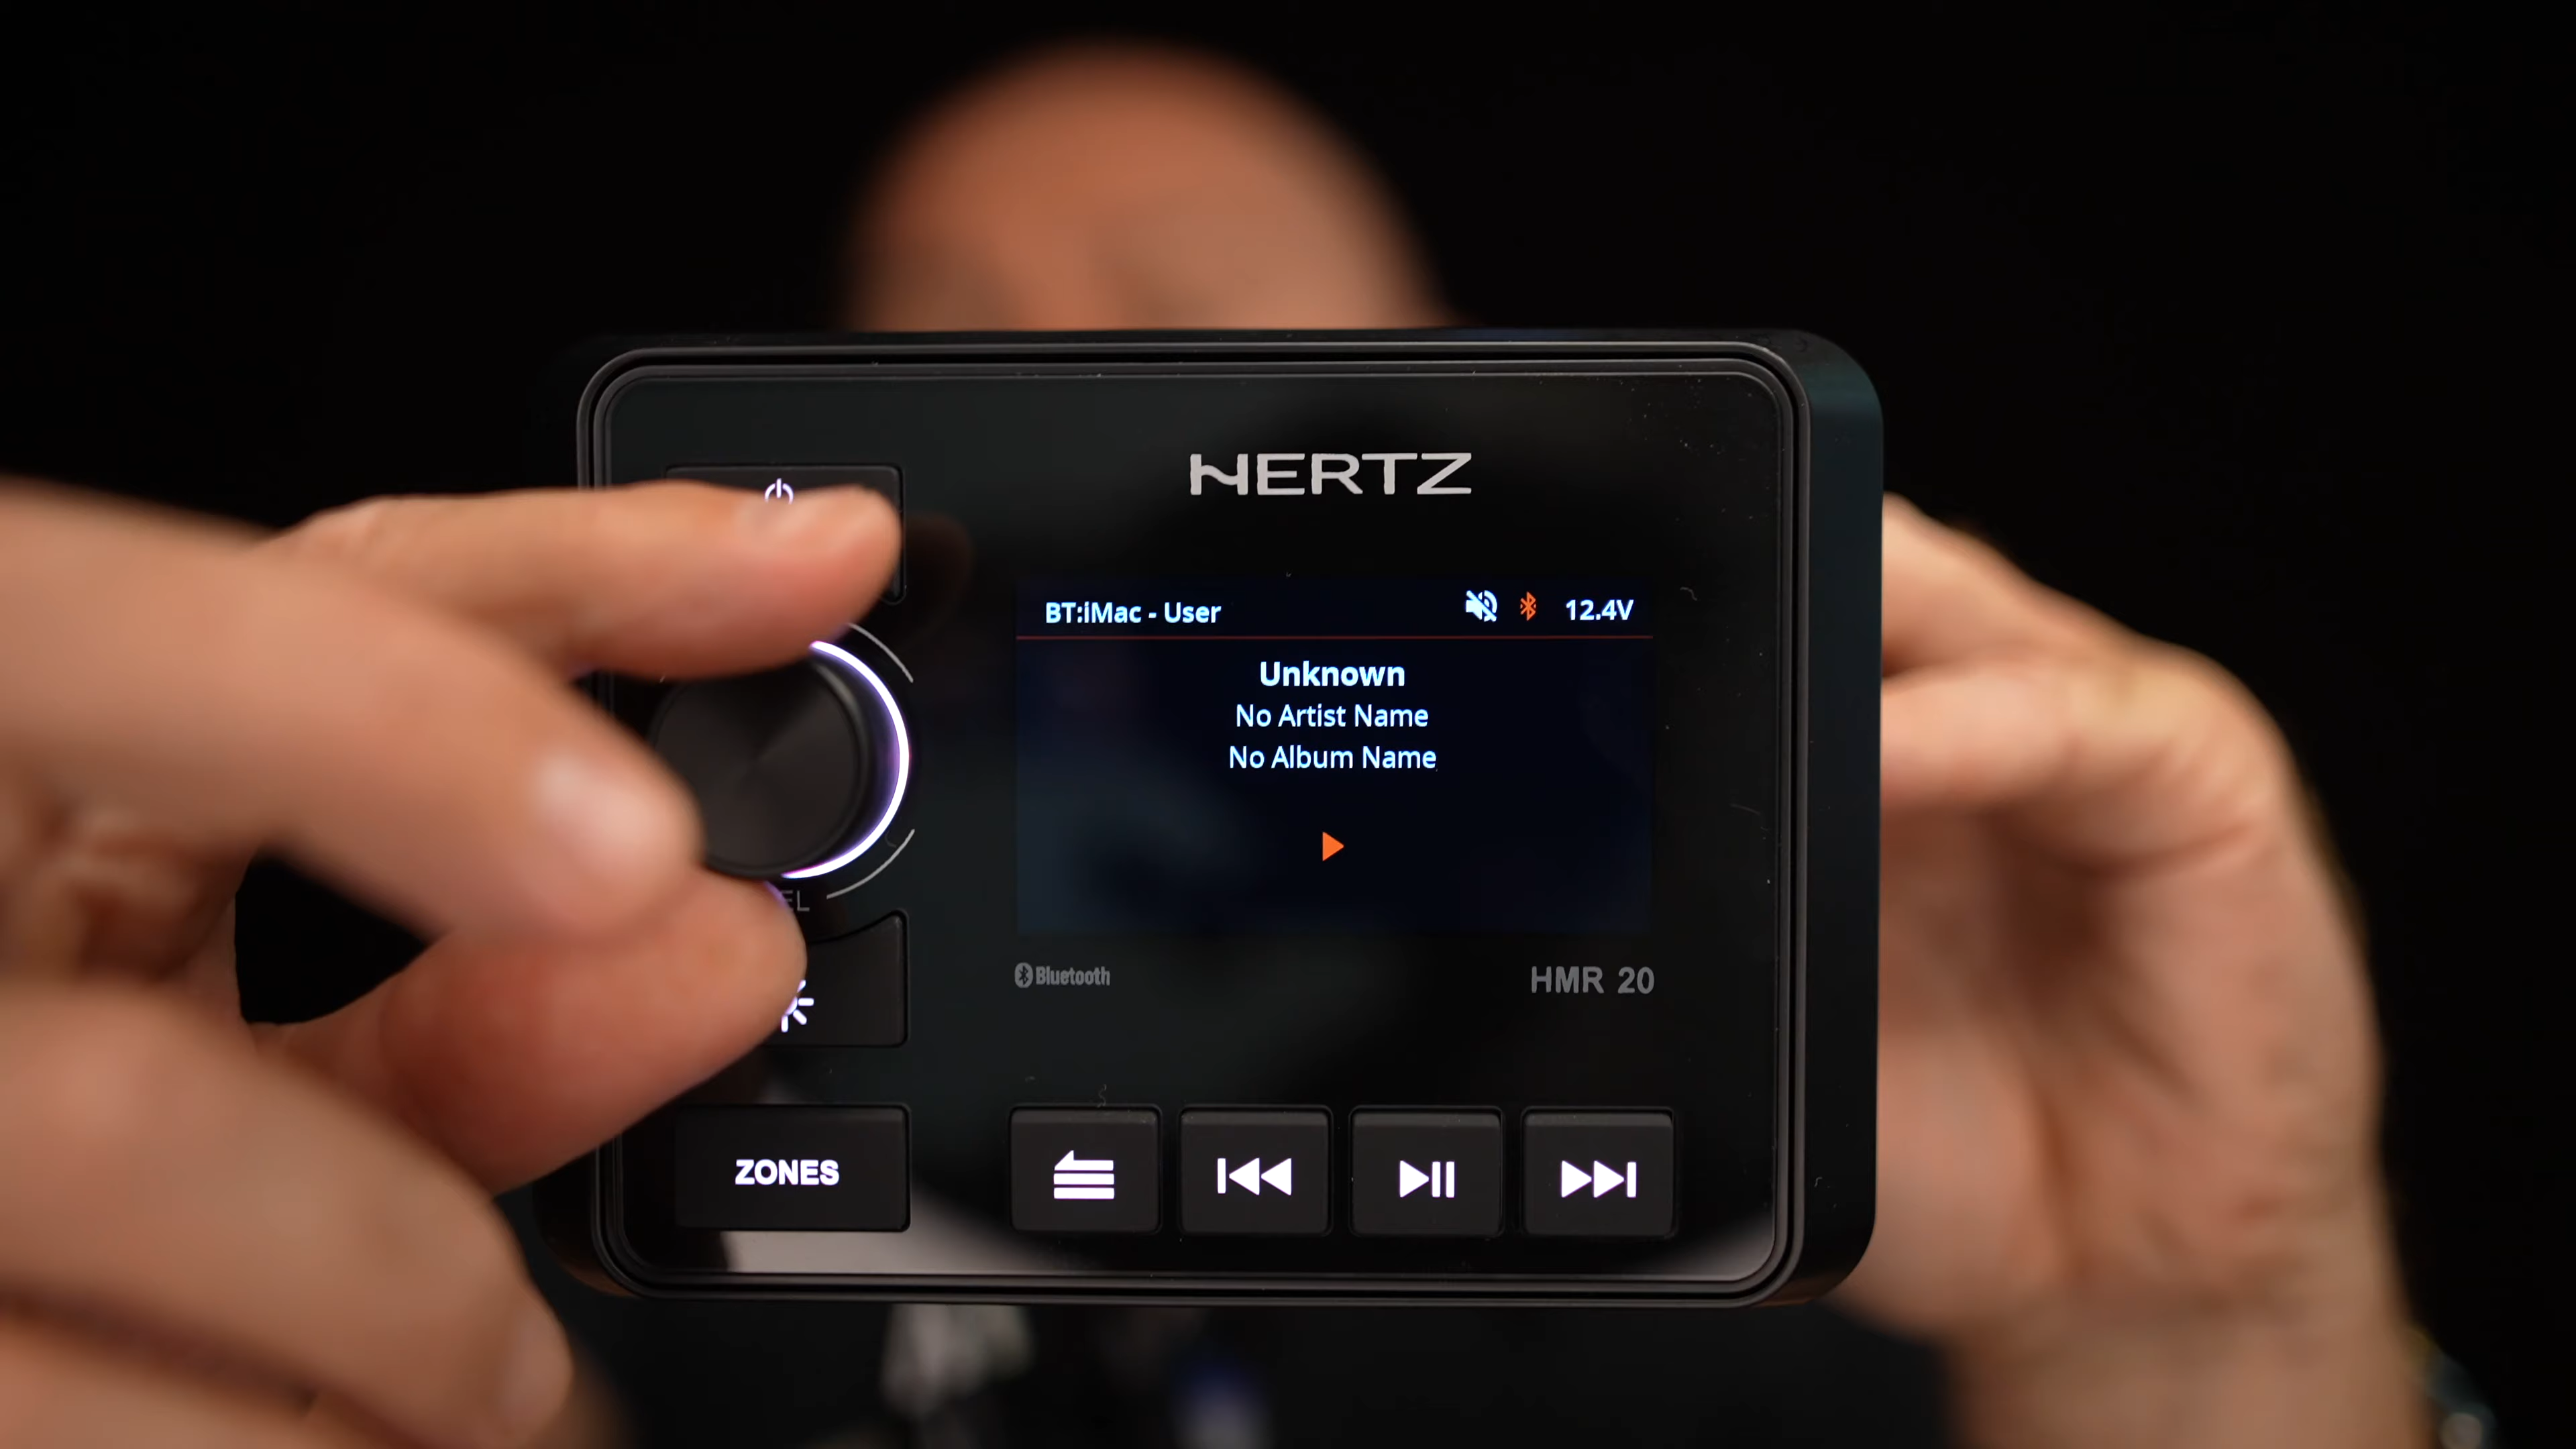 HERTZ
BT:iMac - User
12.4V
Unknown
No Artist Name
No Album Name
Bluetooth
HMR 20
ZONES